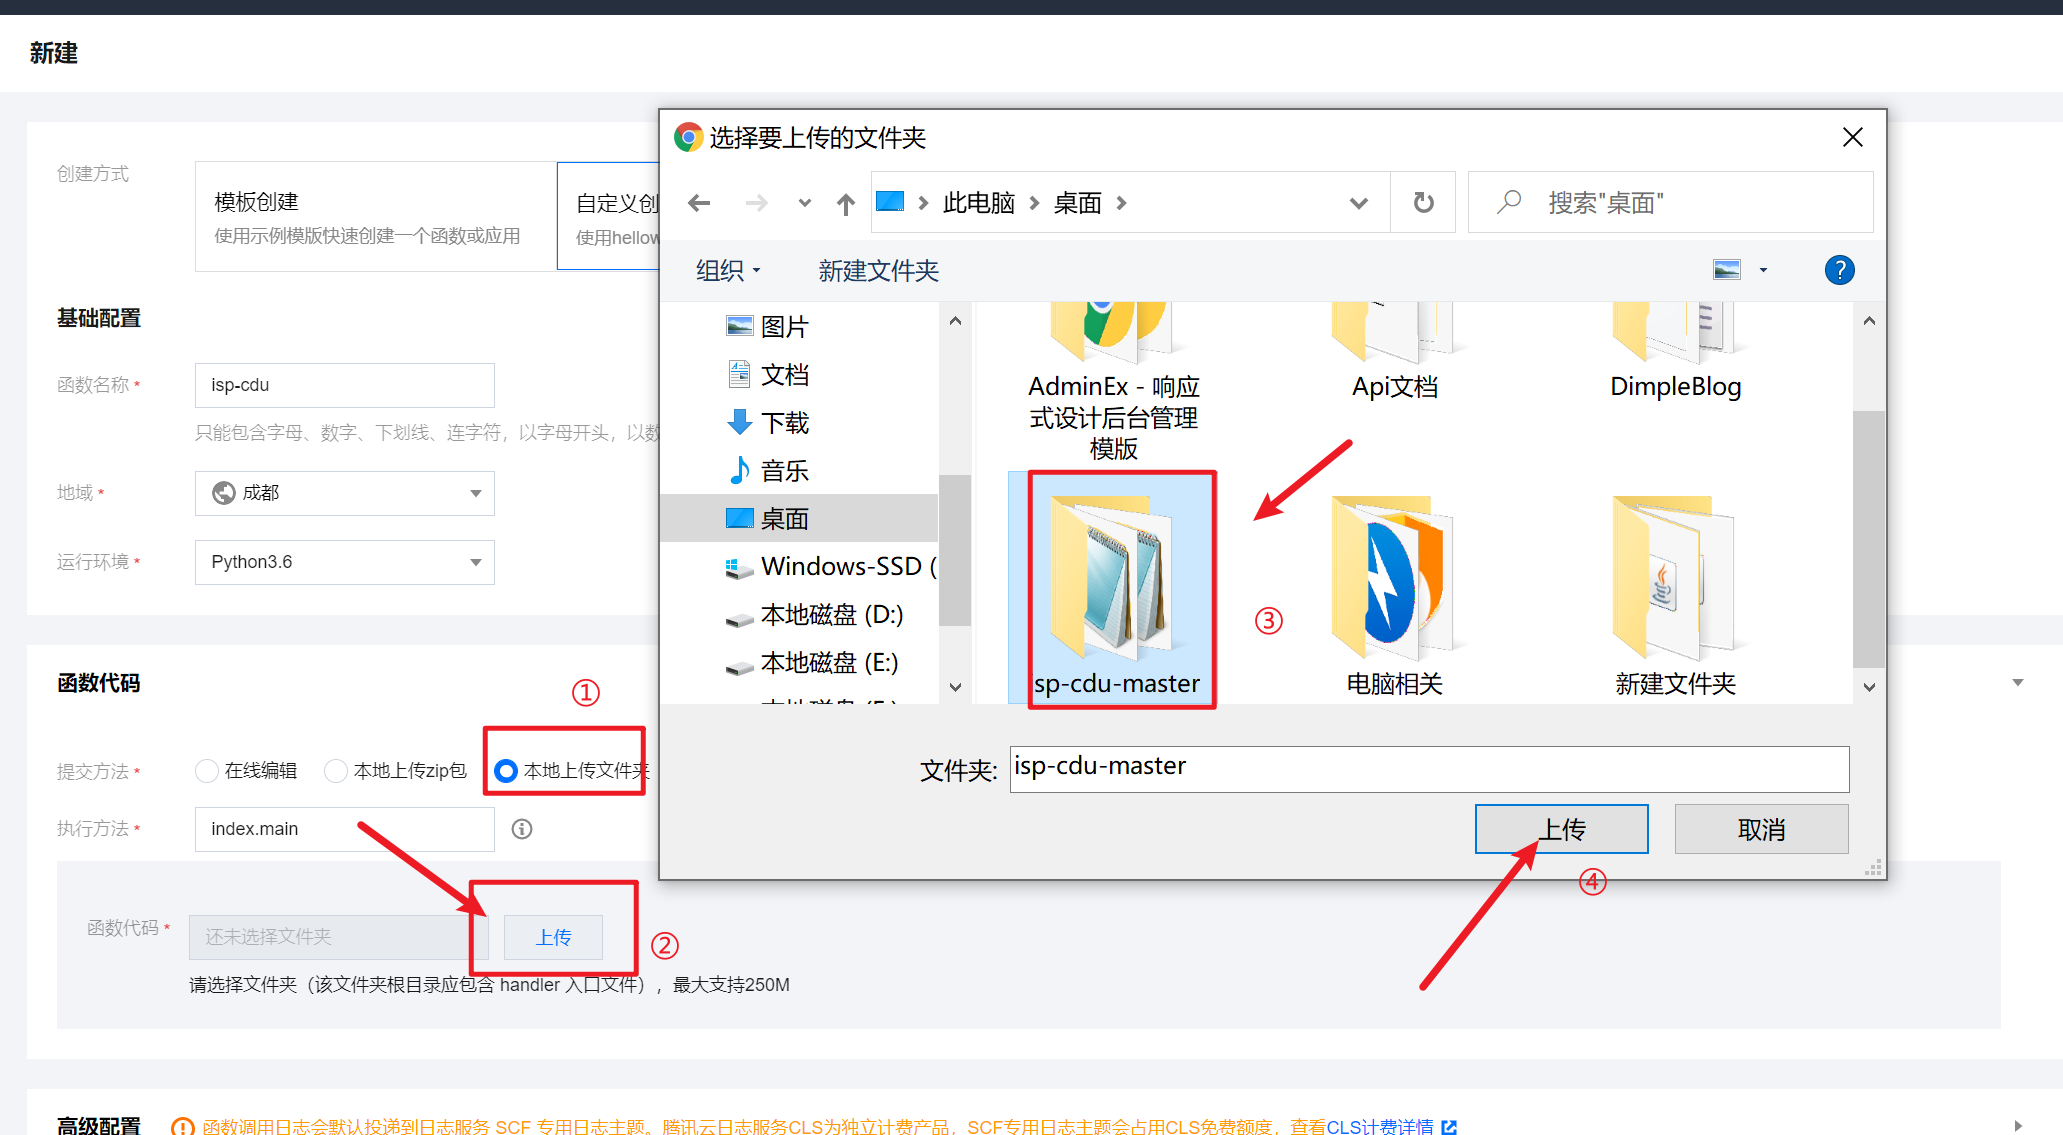 新建
创建方式
模板创建
使用示例模版快速创建一个函数或应用
自定义创
使用hellow
基础配置
函数名称 *
isp-cdu
只能包含字母、数字、下划线、连字符，以字母开头，以数
地域 *
成都
运行环境 *
Python3.6
函数代码
①
提交方法 *
在线编辑
本地上传zip包
本地上传文件夹
执行方法 *
index.main
函数代码 *
还未选择文件夹
上传
②
请选择文件夹（该文件夹根目录应包含 handler 入口文件），最大支持250M
高级配置
函数调用日志会默认投递到日志服务 SCF 专用日志主题。腾讯云日志服务CLS为独立计费产品，SCF专用日志主题会占用CLS免费额度，查看CLS计费详情
选择要上传的文件夹
此电脑
桌面
搜索"桌面"
组织
新建文件夹
图片
文档
下载
音乐
桌面
Windows-SSD (
本地磁盘 (D:)
本地磁盘 (E:)
AdminEx - 响应
式设计后台管理
模版
Api文档
DimpleBlog
isp-cdu-master
③
电脑相关
新建文件夹
文件夹:
isp-cdu-master
上传
取消
④